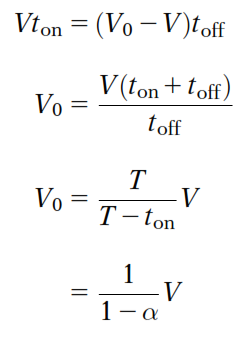 Vt_on = (V_0 − V)t_off
V_0 = V(t_on + t_off) / t_off
V_0 = T / (T − t_on) V
= 1 / (1 − α) V